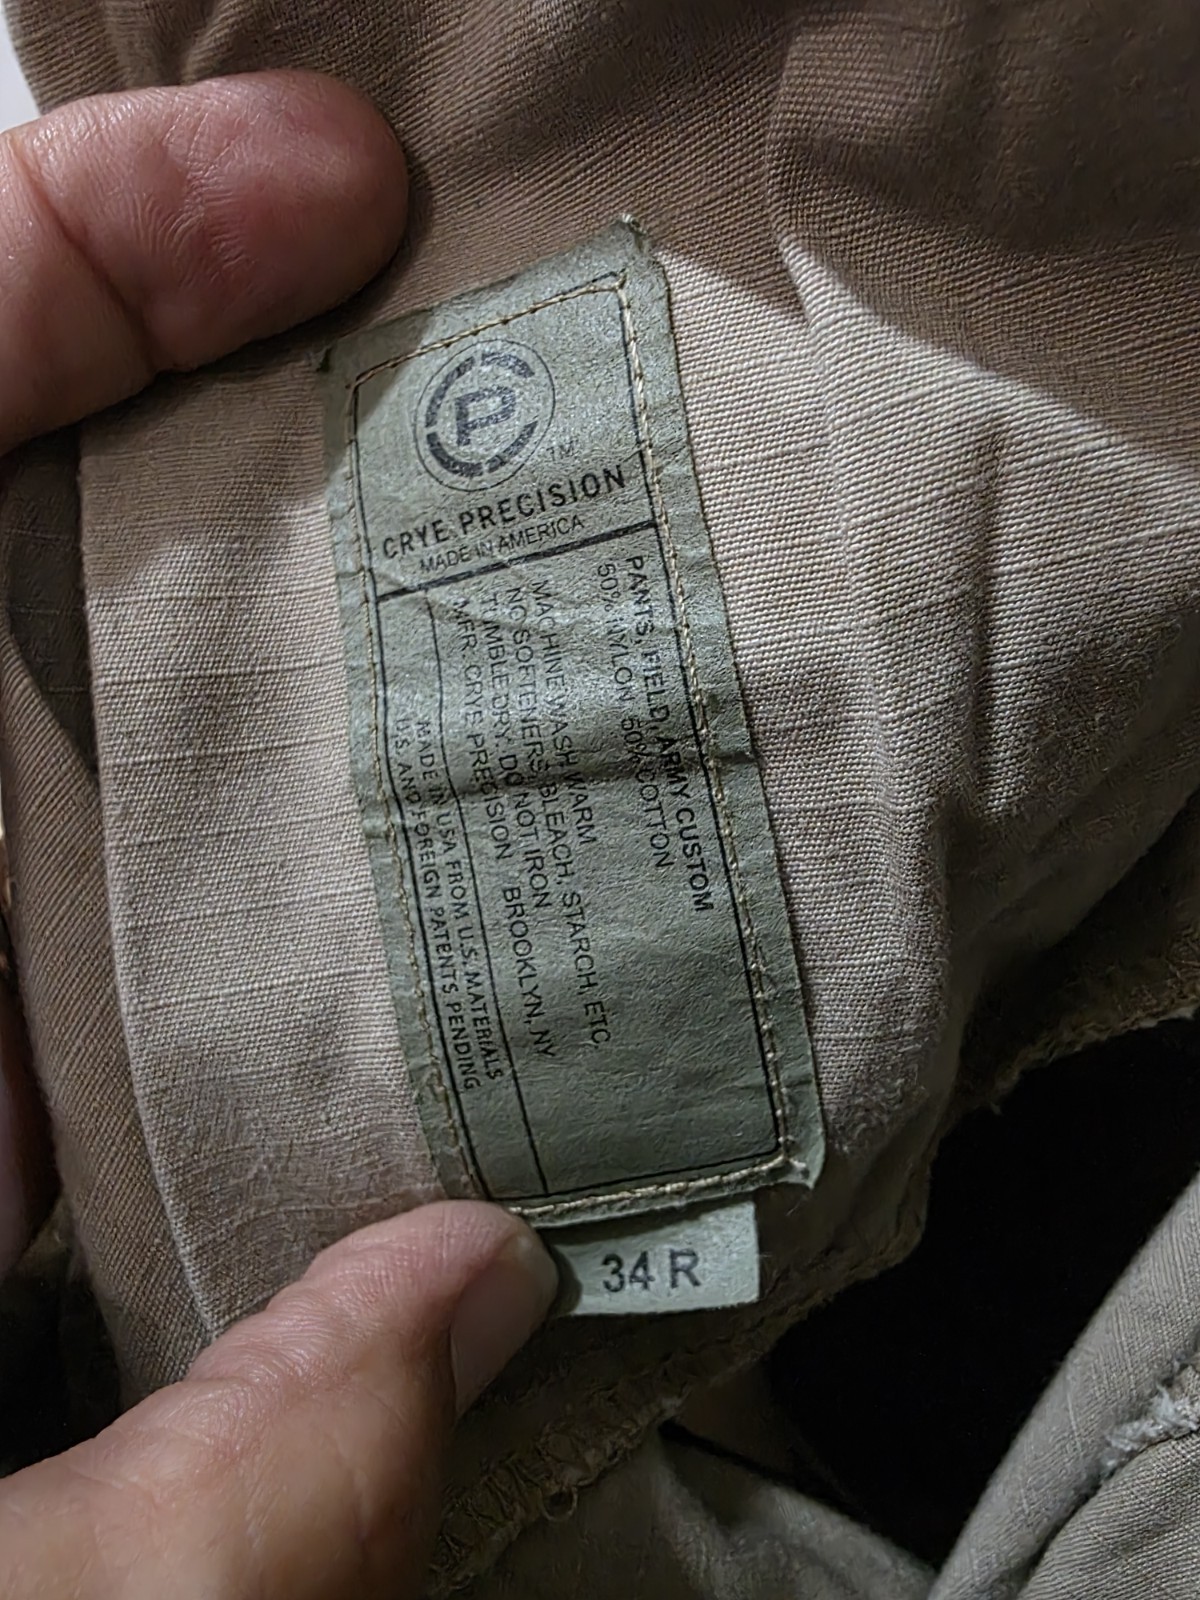 P
TM
CRYE PRECISION
MADE IN AMERICA
PANTS, FIELD, ARMY CUSTOM
50% NYLON 50% COTTON
MACHINE WASH WARM
NO SOFTENERS, BLEACH, STARCH, ETC.
TUMBLE DRY. DO NOT IRON
MFR: CRYE PRECISION BROOKLYN, NY
MADE IN USA FROM U.S. MATERIALS
U.S. AND FOREIGN PATENTS PENDING
34 R